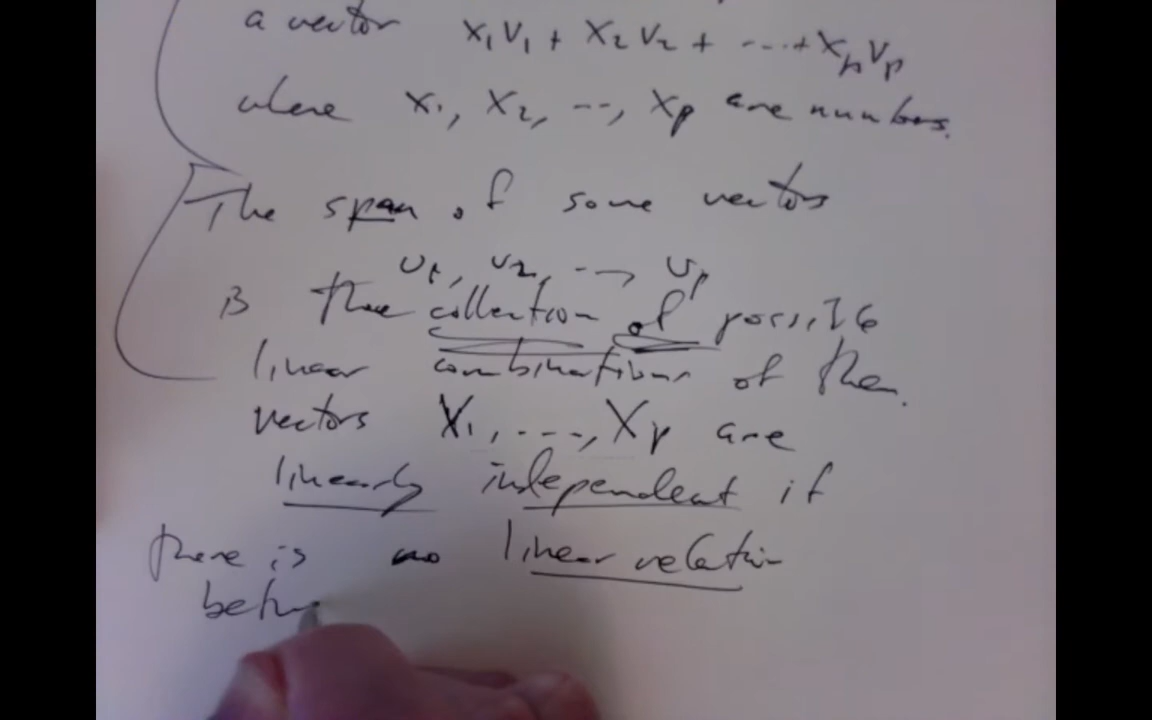 a vector x₁v₁ + x₂v₂ + ---+xₚvₚ
where x₁, x₂, --, xₚ are numbers.
The span of some vectors
v₁, v₂, --, vₚ
is the collection of possible
linear combinations of them.
vectors X₁, ---, Xₚ are
linearly independent if
there is no linear relation
betw